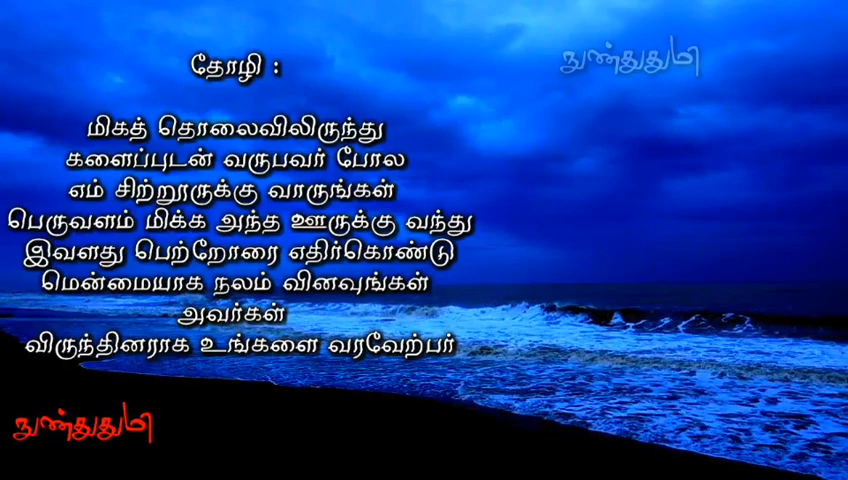 தோழி :
நுண்துதுமி
மிகத் தொலைவிலிருந்து
களைப்புடன் வருபவர் போல
எம் சிற்றூருக்கு வாருங்கள்
பெருவளம் மிக்க அந்த ஊருக்கு வந்து
இவளது பெற்றோரை எதிர்கொண்டு
மென்மையாக நலம் வினவுங்கள்
அவர்கள்
விருந்தினராக உங்களை வரவேற்பர்
நுண்துதுமி